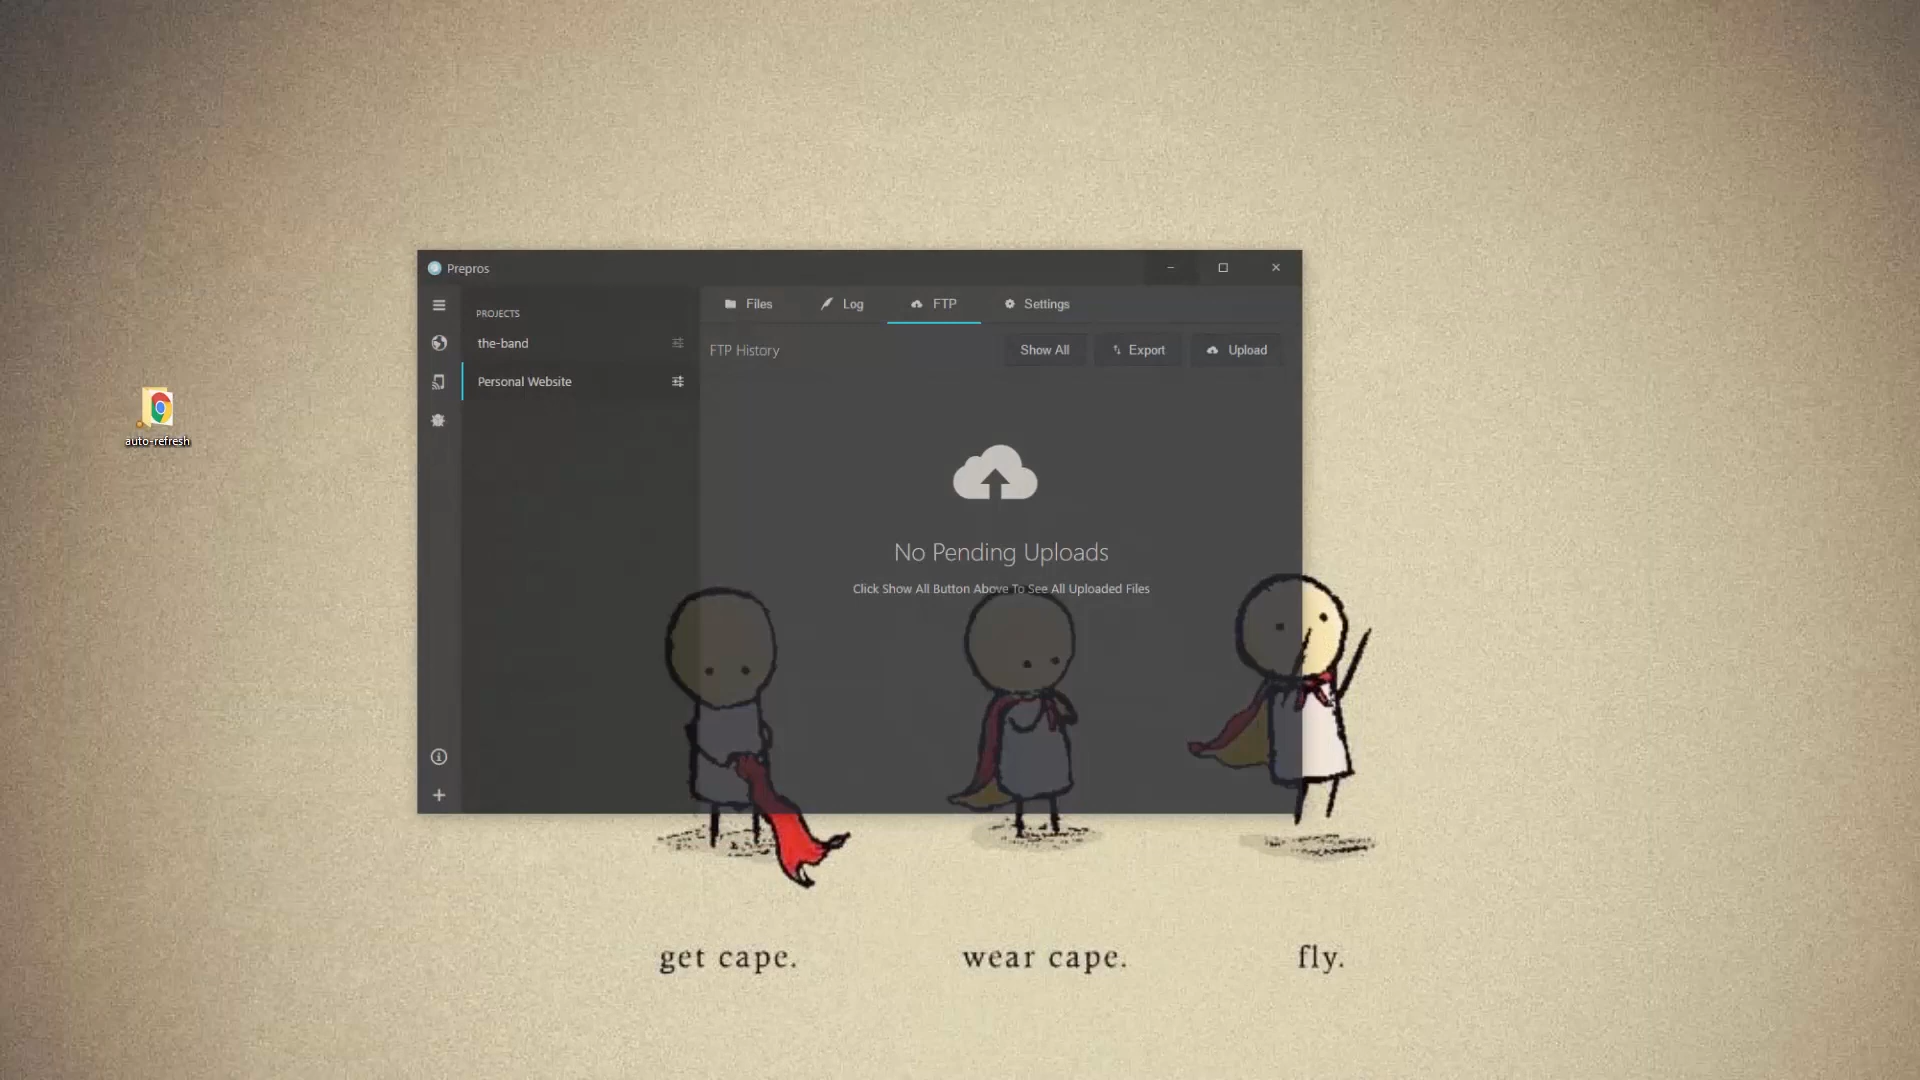 Prepros
Files
Log
FTP
Settings
PROJECTS
the-band
Personal Website
FTP History
Show All
Export
Upload
auto-refresh
No Pending Uploads
Click Show All Button Above To See All Uploaded Files
get cape.
wear cape.
fly.